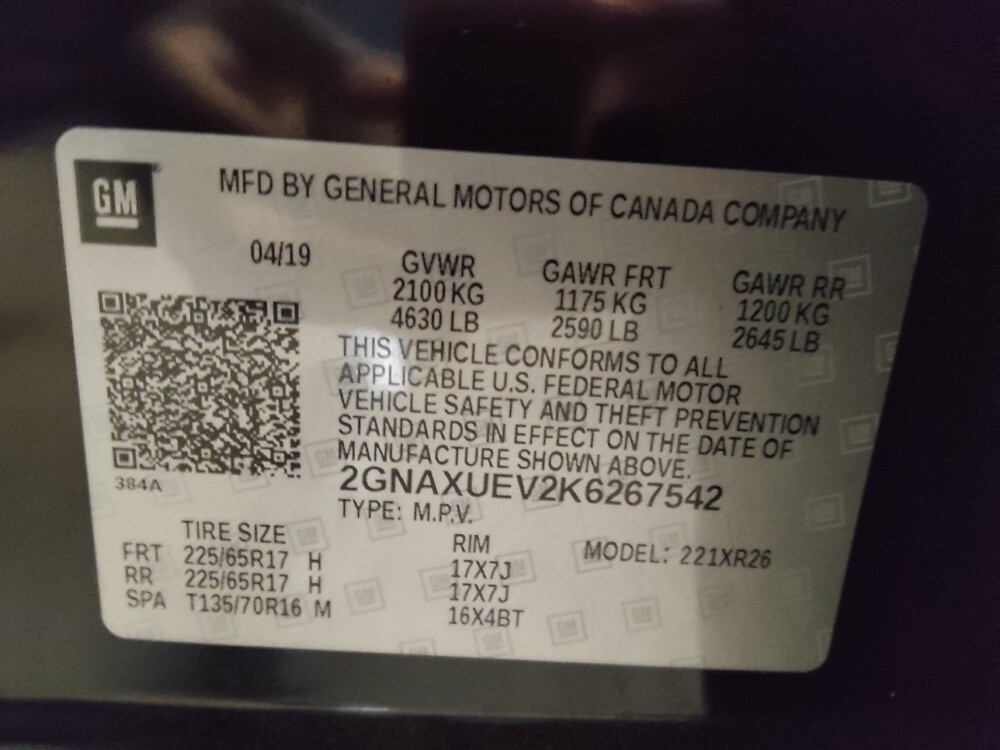 GM
MFD BY GENERAL MOTORS OF CANADA COMPANY
04/19
GVWR GAWR FRT GAWR RR
2100 KG 1175 KG 1200 KG
4630 LB 2590 LB 2645 LB
THIS VEHICLE CONFORMS TO ALL
APPLICABLE U.S. FEDERAL MOTOR
VEHICLE SAFETY AND THEFT PREVENTION
STANDARDS IN EFFECT ON THE DATE OF
MANUFACTURE SHOWN ABOVE.
2GNAXUEV2K6267542
384A
TYPE: M.P.V.
TIRE SIZE RIM MODEL: 221XR26
FRT 225/65R17 H 17X7J
RR 225/65R17 H 17X7J
SPA T135/70R16 M 16X4BT